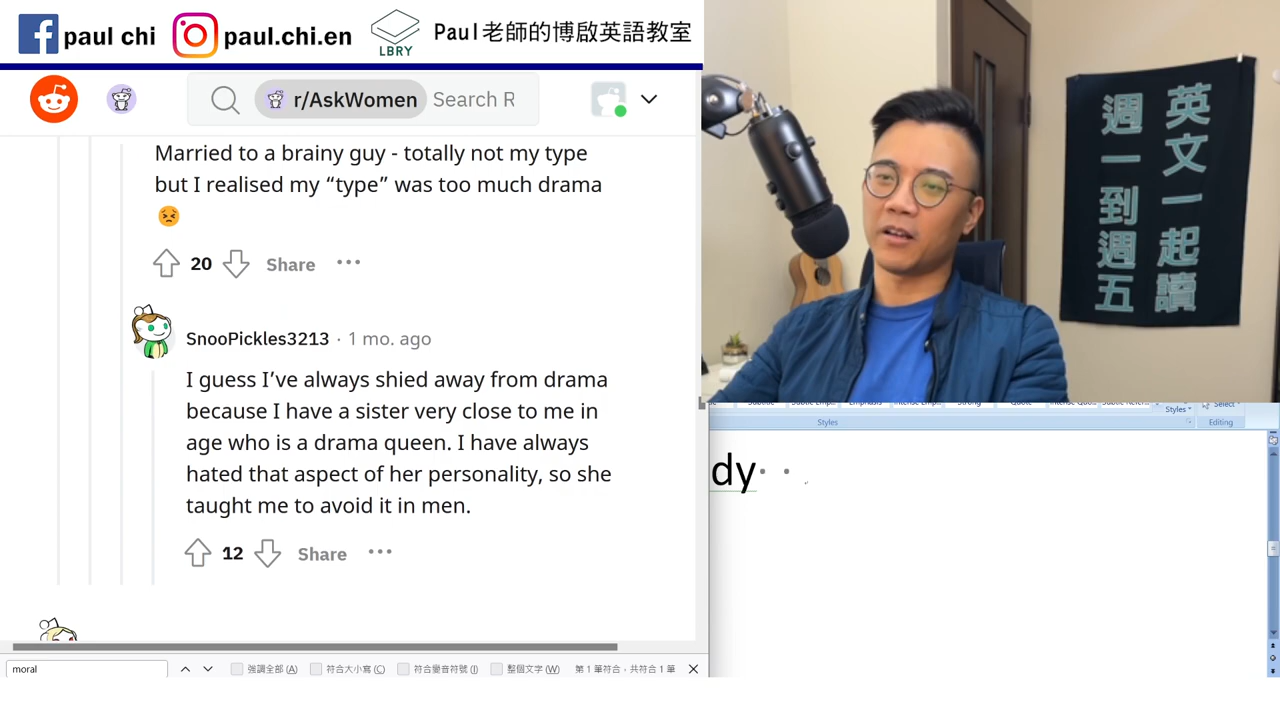 paul chi
paul.chi.en
LBRY
Paul老師的博啟英語教室
r/AskWomen
Search R
Married to a brainy guy - totally not my type
but I realised my “type” was too much drama
20
Share
SnooPickles3213 · 1 mo. ago
I guess I’ve always shied away from drama
because I have a sister very close to me in
age who is a drama queen. I have always
hated that aspect of her personality, so she
taught me to avoid it in men.
12
Share
moral
強調全部 (A)
符合大小寫 (C)
符合變音符號 (I)
整個文字 (W)
第 1 筆符合，共符合 1 筆
英文一起讀
週一到週五
Styles
Select
Styles
Editing
dy